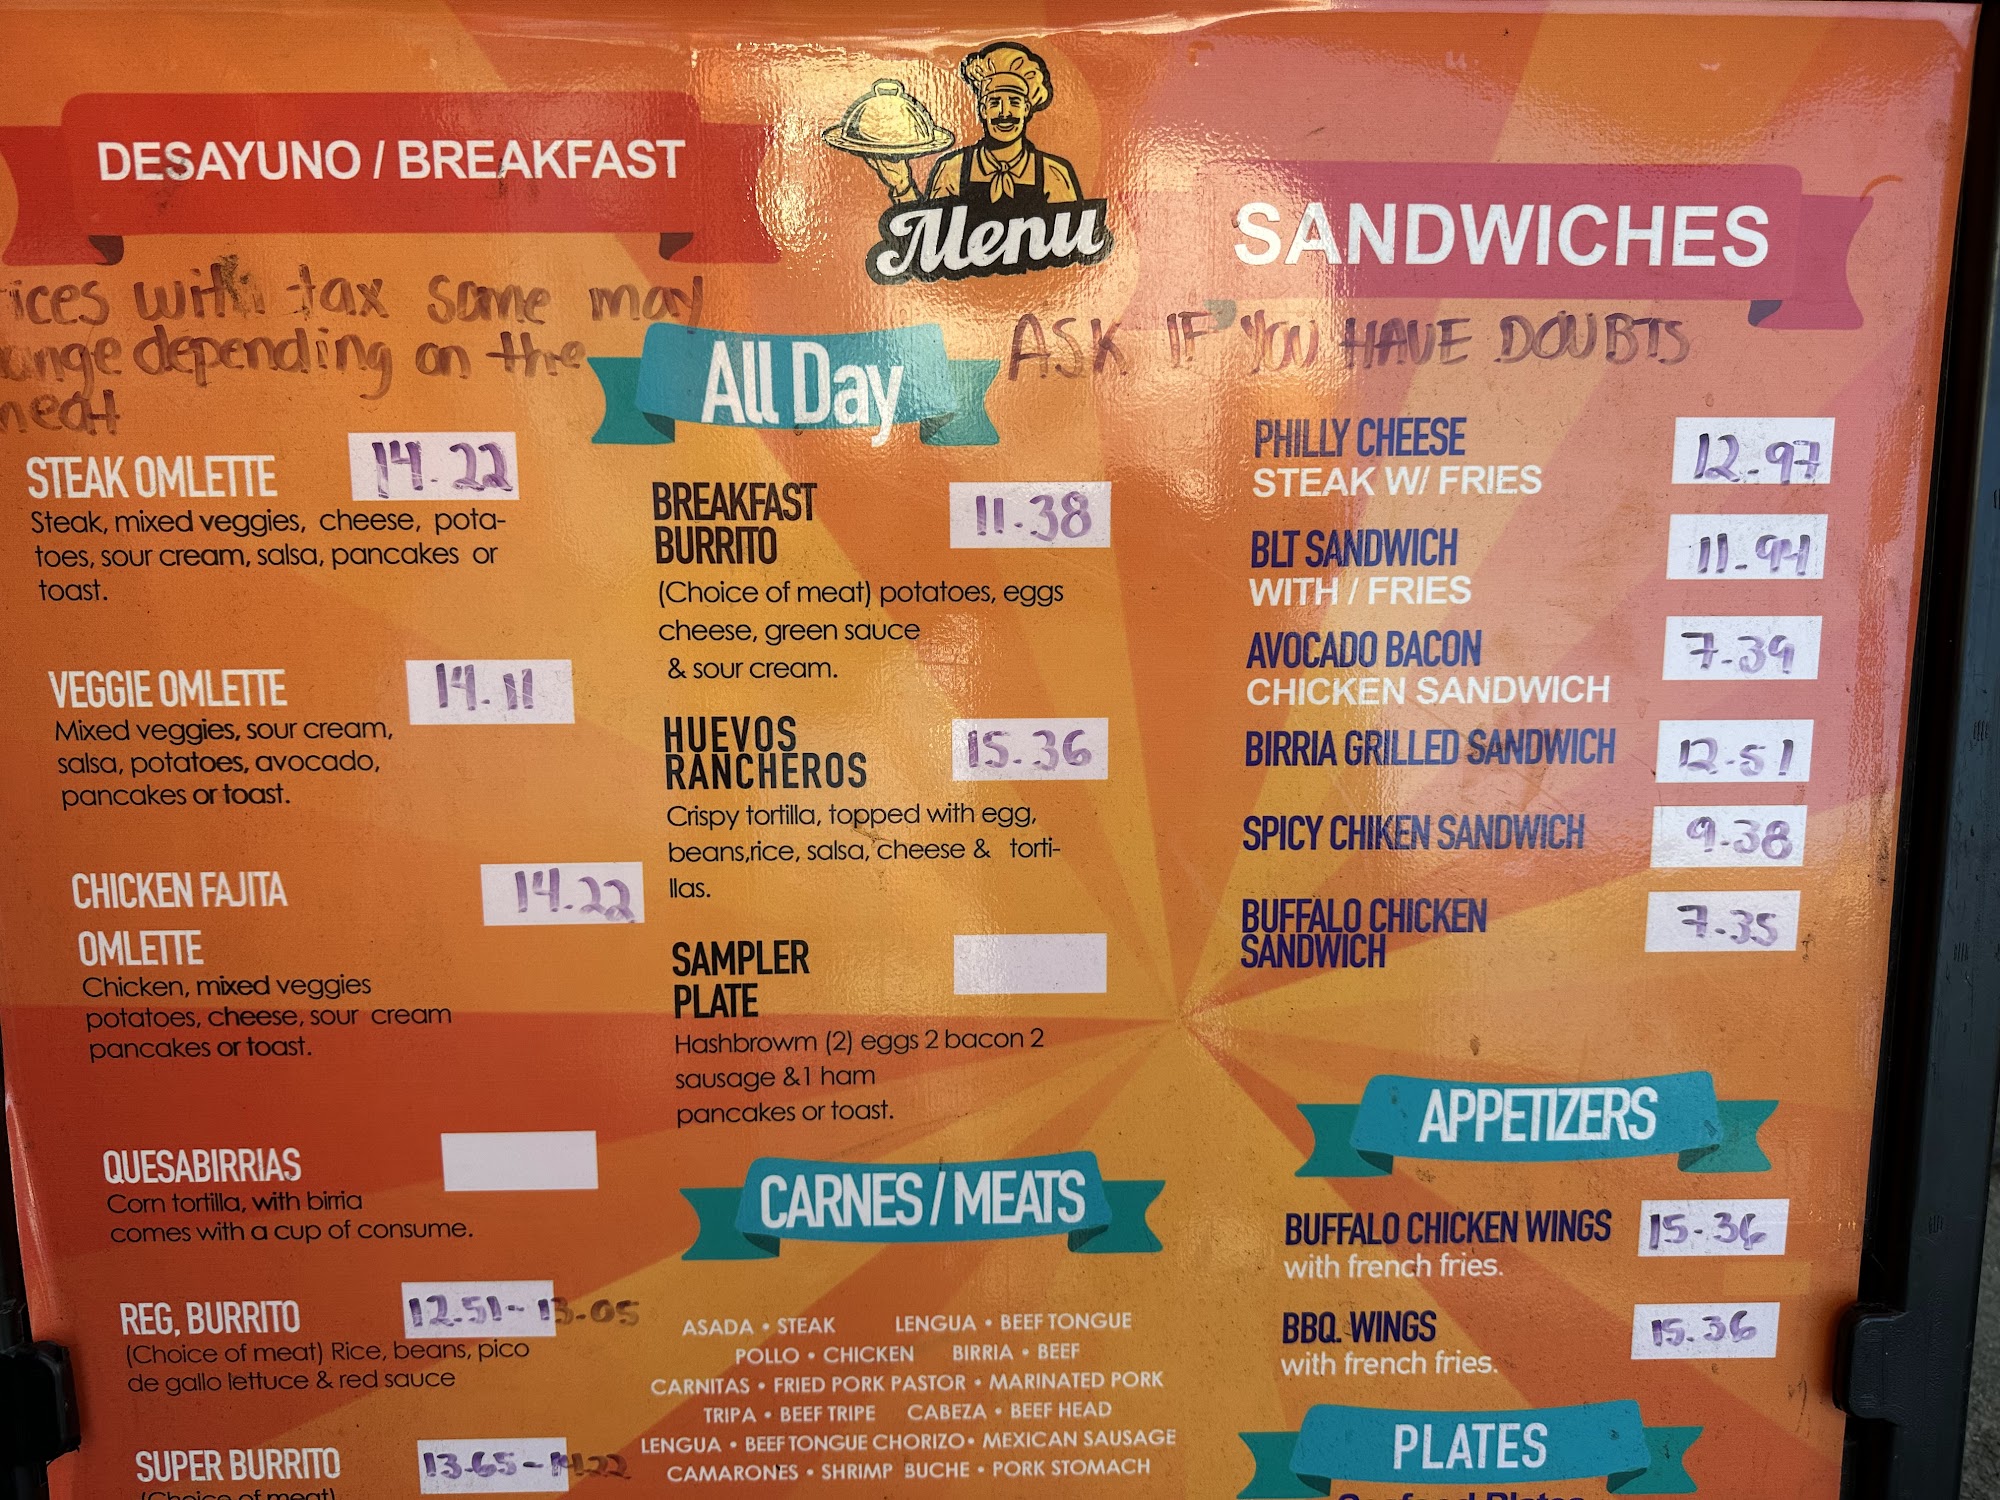 Menu
DESAYUNO / BREAKFAST
with tax some may
depending on the
STEAK OMLETTE 14.22
Steak, mixed veggies, cheese, pota-
toes, sour cream, salsa, pancakes or
toast.
VEGGIE OMLETTE 14.11
Mixed veggies, sour cream,
salsa, potatoes, avocado,
pancakes or toast.
CHICKEN FAJITA 14.22
OMLETTE
Chicken, mixed veggies
potatoes, cheese, sour cream
pancakes or toast.
QUESABIRRIAS
Corn tortilla, with birria
comes with a cup of consume.
REG, BURRITO 12.51-13.05
(Choice of meat) Rice, beans, pico
de gallo lettuce & red sauce
SUPER BURRITO 13.65-14.22
(Choice of meat)
All Day
BREAKFAST
BURRITO 11.38
(Choice of meat) potatoes, eggs
cheese, green sauce
& sour cream.
HUEVOS
RANCHEROS 15.36
Crispy tortilla, topped with egg,
beans,rice, salsa, cheese & torti-
llas.
SAMPLER
PLATE
Hashbrowm (2) eggs 2 bacon 2
sausage &1 ham
pancakes or toast.
CARNES / MEATS
ASADA • STEAK LENGUA • BEEF TONGUE
POLLO • CHICKEN BIRRIA • BEEF
CARNITAS • FRIED PORK PASTOR • MARINATED PORK
TRIPA • BEEF TRIPE CABEZA • BEEF HEAD
LENGUA • BEEF TONGUE CHORIZO • MEXICAN SAUSAGE
CAMARONES • SHRIMP BUCHE • PORK STOMACH
SANDWICHES
ASK IF YOU HAVE DOUBTS
PHILLY CHEESE 12.97
STEAK W/ FRIES
BLT SANDWICH 11.94
WITH / FRIES
AVOCADO BACON 7.39
CHICKEN SANDWICH
BIRRIA GRILLED SANDWICH 12.51
SPICY CHIKEN SANDWICH 9.38
BUFFALO CHICKEN 7.35
SANDWICH
APPETIZERS
BUFFALO CHICKEN WINGS 15.36
with french fries.
BBQ. WINGS 15.36
with french fries.
PLATES